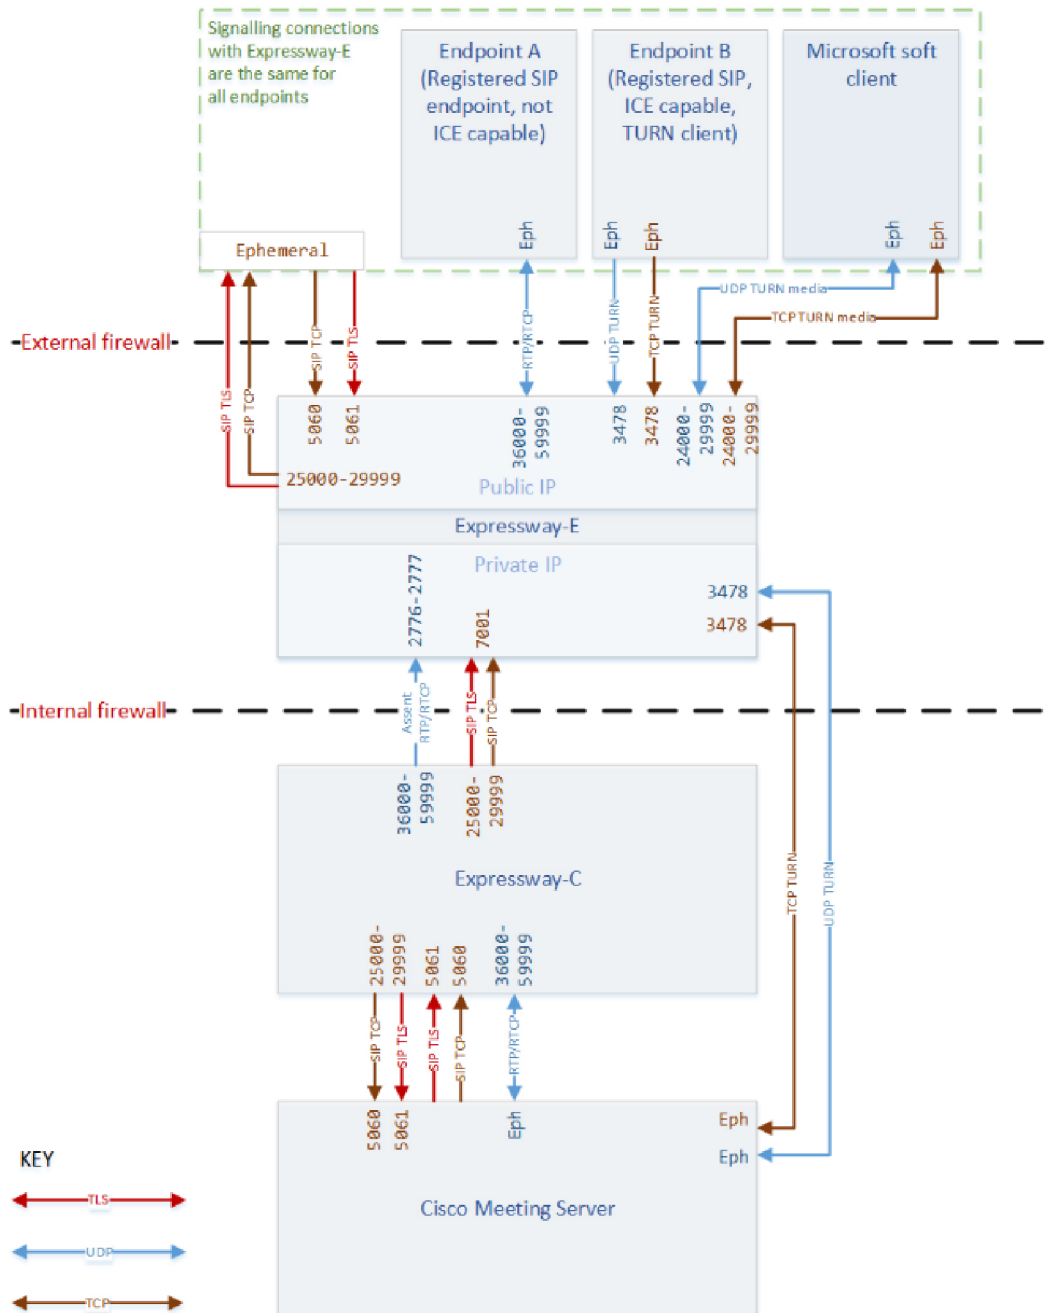 Signalling connections
with Expressway-E
are the same for
all endpoints
Endpoint A
(Registered SIP
endpoint, not
ICE capable)
Endpoint B
(Registered SIP,
ICE capable,
TURN client)
Microsoft soft
client
Ephemeral
Eph
Eph
Eph
Eph
Eph
UDP TURN media
TCP TURN media
External firewall
SIP TLS
SIP TCP
SIP TCP
SIP TLS
RTP/RTCP
UDP TURN
TCP TURN
5060
5061
36000-
59999
3478
3478
24000-
29999
24000-
29999
25000-29999
Public IP
Expressway-E
Private IP
2776-2777
7001
3478
3478
Internal firewall
Assent
RTP/RTCP
SIP TLS
SIP TCP
36000-
59999
25000-
29999
Expressway-C
TCP TURN
UDP TURN
25000-
29999
5061
5060
36000-
59999
SIP TCP
SIP TLS
SIP TLS
SIP TCP
RTP/RTCP
5060
5061
Eph
Eph
Eph
Cisco Meeting Server
KEY
TLS
UDP
TCP